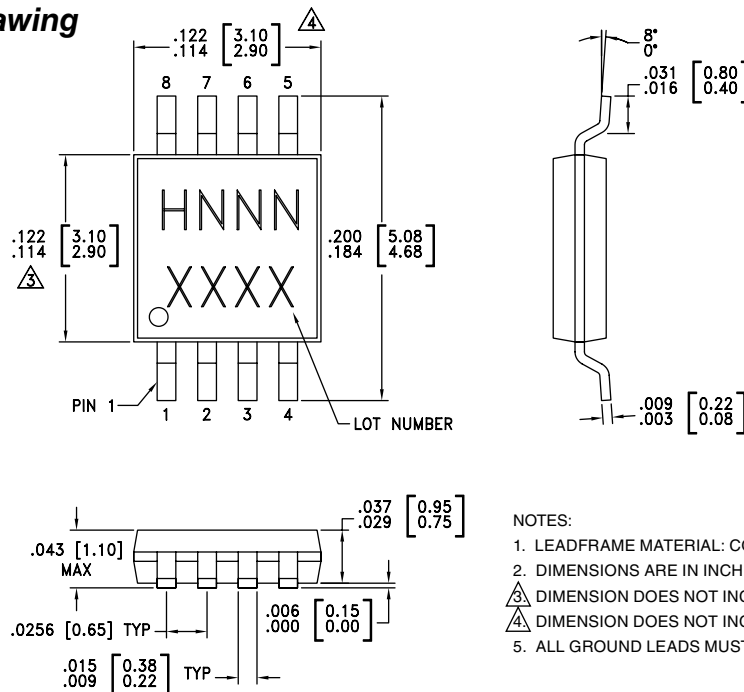 awing
.122 [3.10] 4
.114 [2.90]
8 7 6 5
HNNN
XXXX
.122 [3.10]
.114 [2.90]
3
.200 [5.08]
.184 [4.68]
PIN 1
1 2 3 4
LOT NUMBER
8°
0°
.031 [0.80]
.016 [0.40]
.009 [0.22]
.003 [0.08]
.043 [1.10]
MAX
.037 [0.95]
.029 [0.75]
.0256 [0.65] TYP
.006 [0.15]
.000 [0.00]
.015 [0.38] TYP
.009 [0.22]
NOTES:
1. LEADFRAME MATERIAL: CO
2. DIMENSIONS ARE IN INCH
3. DIMENSION DOES NOT INC
4. DIMENSION DOES NOT INC
5. ALL GROUND LEADS MUST